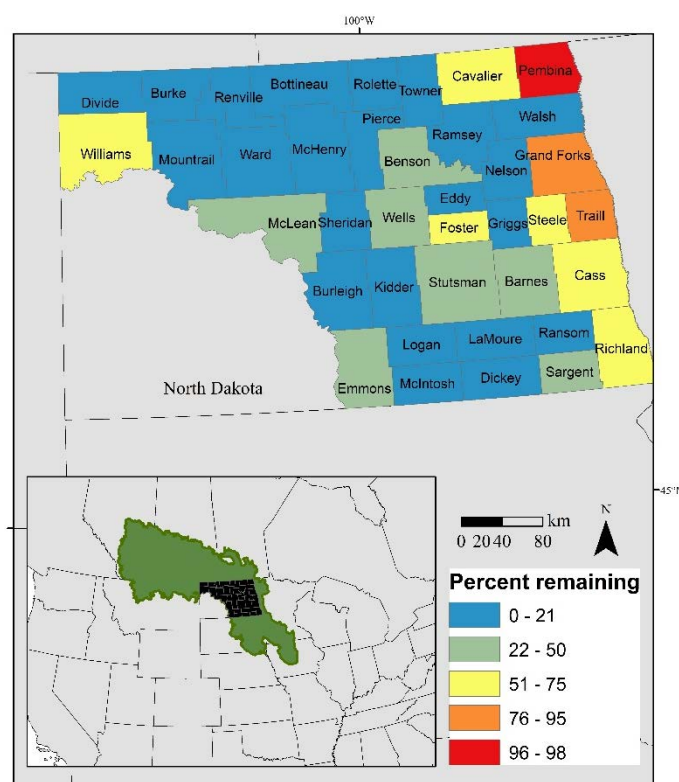 100°W
Cavalier
Pembina
Divide
Burke
Renville
Bottineau
Rolette
Towner
Williams
Mountrail
Ward
McHenry
Pierce
Ramsey
Walsh
Benson
Nelson
Grand Forks
McLean
Sheridan
Wells
Eddy
Foster
Griggs
Steele
Traill
Burleigh
Kidder
Stutsman
Barnes
Cass
Logan
LaMoure
Ransom
Richland
North Dakota
Emmons
McIntosh
Dickey
Sargent
45°N
N
km
0 20 40 80
Percent remaining
0 - 21
22 - 50
51 - 75
76 - 95
96 - 98